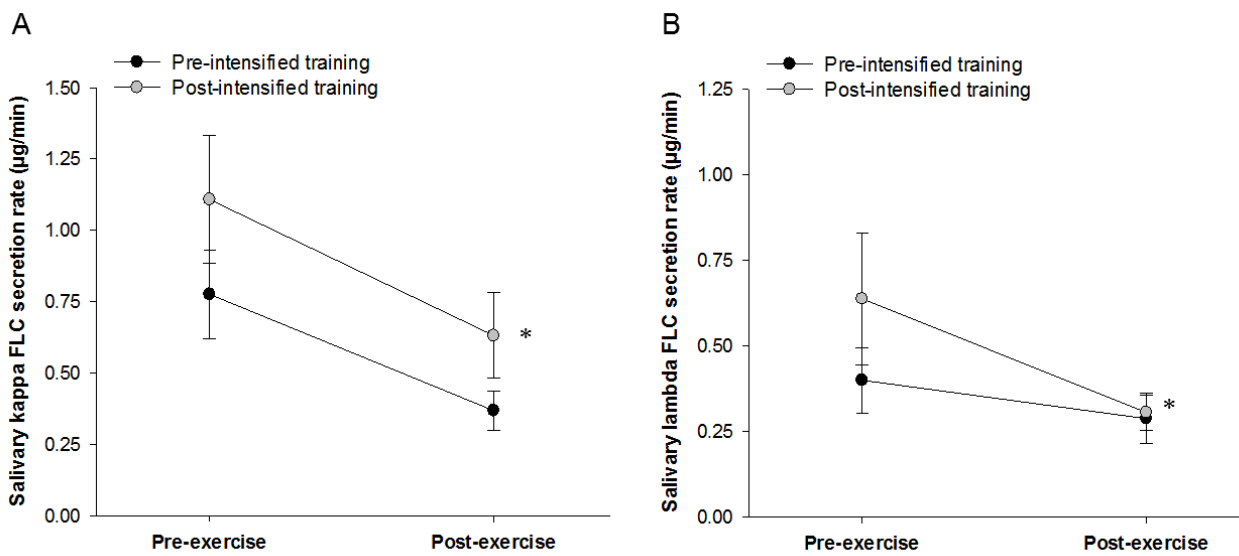 A
Pre-intensified training
Post-intensified training
Salivary kappa FLC secretion rate (µg/min)
1.50
1.25
1.00
0.75
0.50
0.25
0.00
*
Pre-exercise Post-exercise
B
Pre-intensified training
Post-intensified training
Salivary lambda FLC secretion rate (µg/min)
1.25
1.00
0.75
0.50
0.25
0.00
*
Pre-exercise Post-exercise